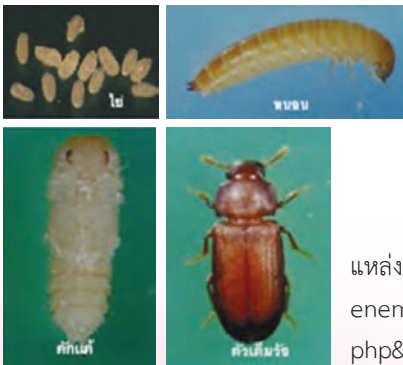 ไข่
หนอน
ดักแด้
ตัวเต็มวัย
แหล่ง
enem
php&